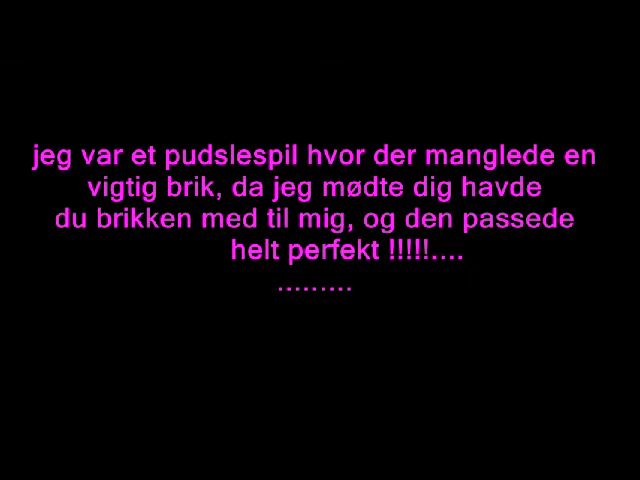 jeg var et pudslespil hvor der manglede en
vigtig brik, da jeg mødte dig havde
du brikken med til mig, og den passede
helt perfekt !!!!!....
.........